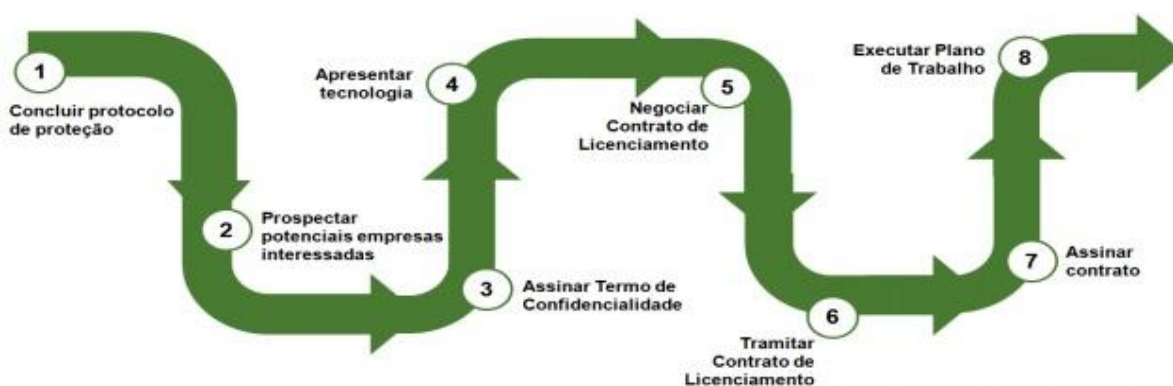 1
Concluir protocolo
de proteção
2
Prospectar
potenciais empresas
interessadas
3
Assinar Termo de
Confidencialidade
4
Apresentar
tecnologia
5
Negociar
Contrato de
Licenciamento
6
Tramitar
Contrato de
Licenciamento
7
Assinar
contrato
8
Executar Plano
de Trabalho